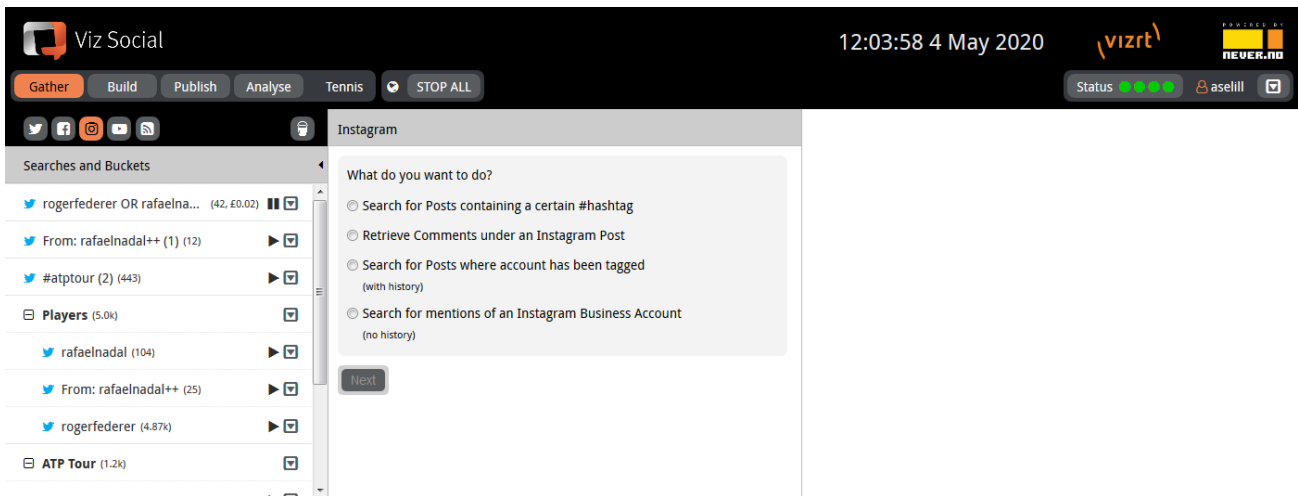 Viz Social
12:03:58 4 May 2020
vizrt
POWERED BY
never.no
Gather
Build
Publish
Analyse
Tennis
STOP ALL
Status
aselill
Searches and Buckets
rogerfederer OR rafaelna... (42, £0.02)
From: rafaelnadal++ (1) (12)
#atptour (2) (443)
Players (5.0k)
rafaelnadal (104)
From: rafaelnadal++ (25)
rogerfederer (4.87k)
ATP Tour (1.2k)
Instagram
What do you want to do?
Search for Posts containing a certain #hashtag
Retrieve Comments under an Instagram Post
Search for Posts where account has been tagged
(with history)
Search for mentions of an Instagram Business Account
(no history)
Next